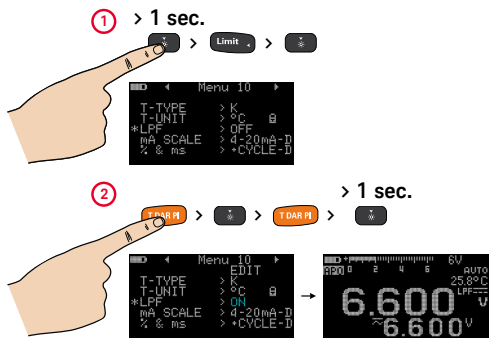 1 > 1 sec.
> Limit >
◄ Menu 10 ►
T-TYPE > K
T-UNIT > °C
*LPF > OFF
mA SCALE > 4-20mA-D
% & ms > +CYCLE-D
2
> 1 sec.
T DAR PI > > T DAR PI >
◄ Menu 10 ►
EDIT
T-TYPE > K
T-UNIT > °C
*LPF > ON
mA SCALE > 4-20mA-D
% & ms > +CYCLE-D
→
+ 6V
APO 0 2 4 6 AUTO
25.8°C
LPF
6.600 V
~6.600 V